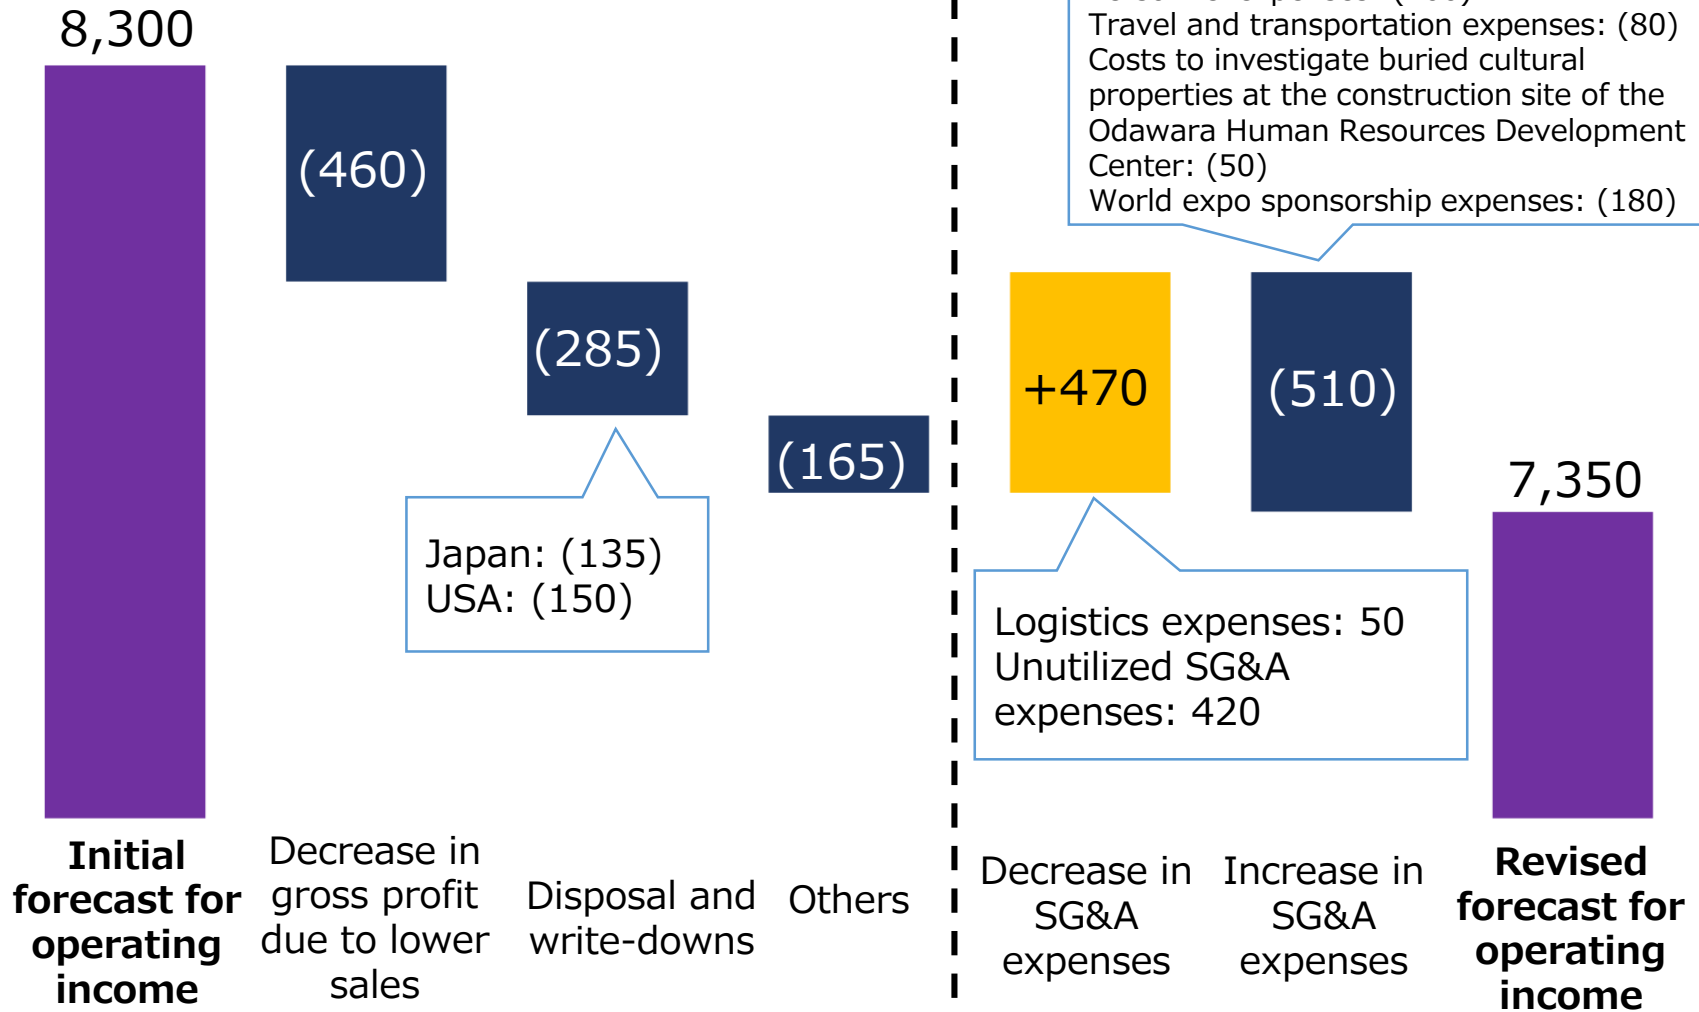 8,300
(460)
(285)
(165)
Japan: (135)
USA: (150)
Travel and transportation expenses: (80)
Costs to investigate buried cultural
properties at the construction site of the
Odawara Human Resources Development
Center: (50)
World expo sponsorship expenses: (180)
+470
(510)
7,350
Logistics expenses: 50
Unutilized SG&A
expenses: 420
Initial
forecast for
operating
income
Decrease in
gross profit
due to lower
sales
Disposal and
write-downs
Others
Decrease in
SG&A
expenses
Increase in
SG&A
expenses
Revised
forecast for
operating
income